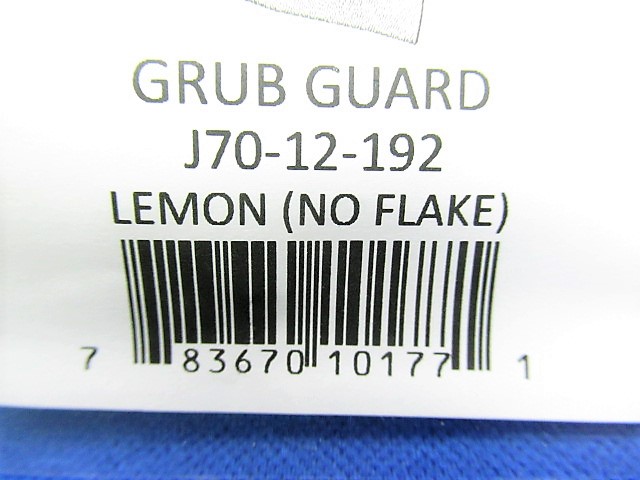 GRUB GUARD
J70-12-192
LEMON (NO FLAKE)
7 83670 10177 1